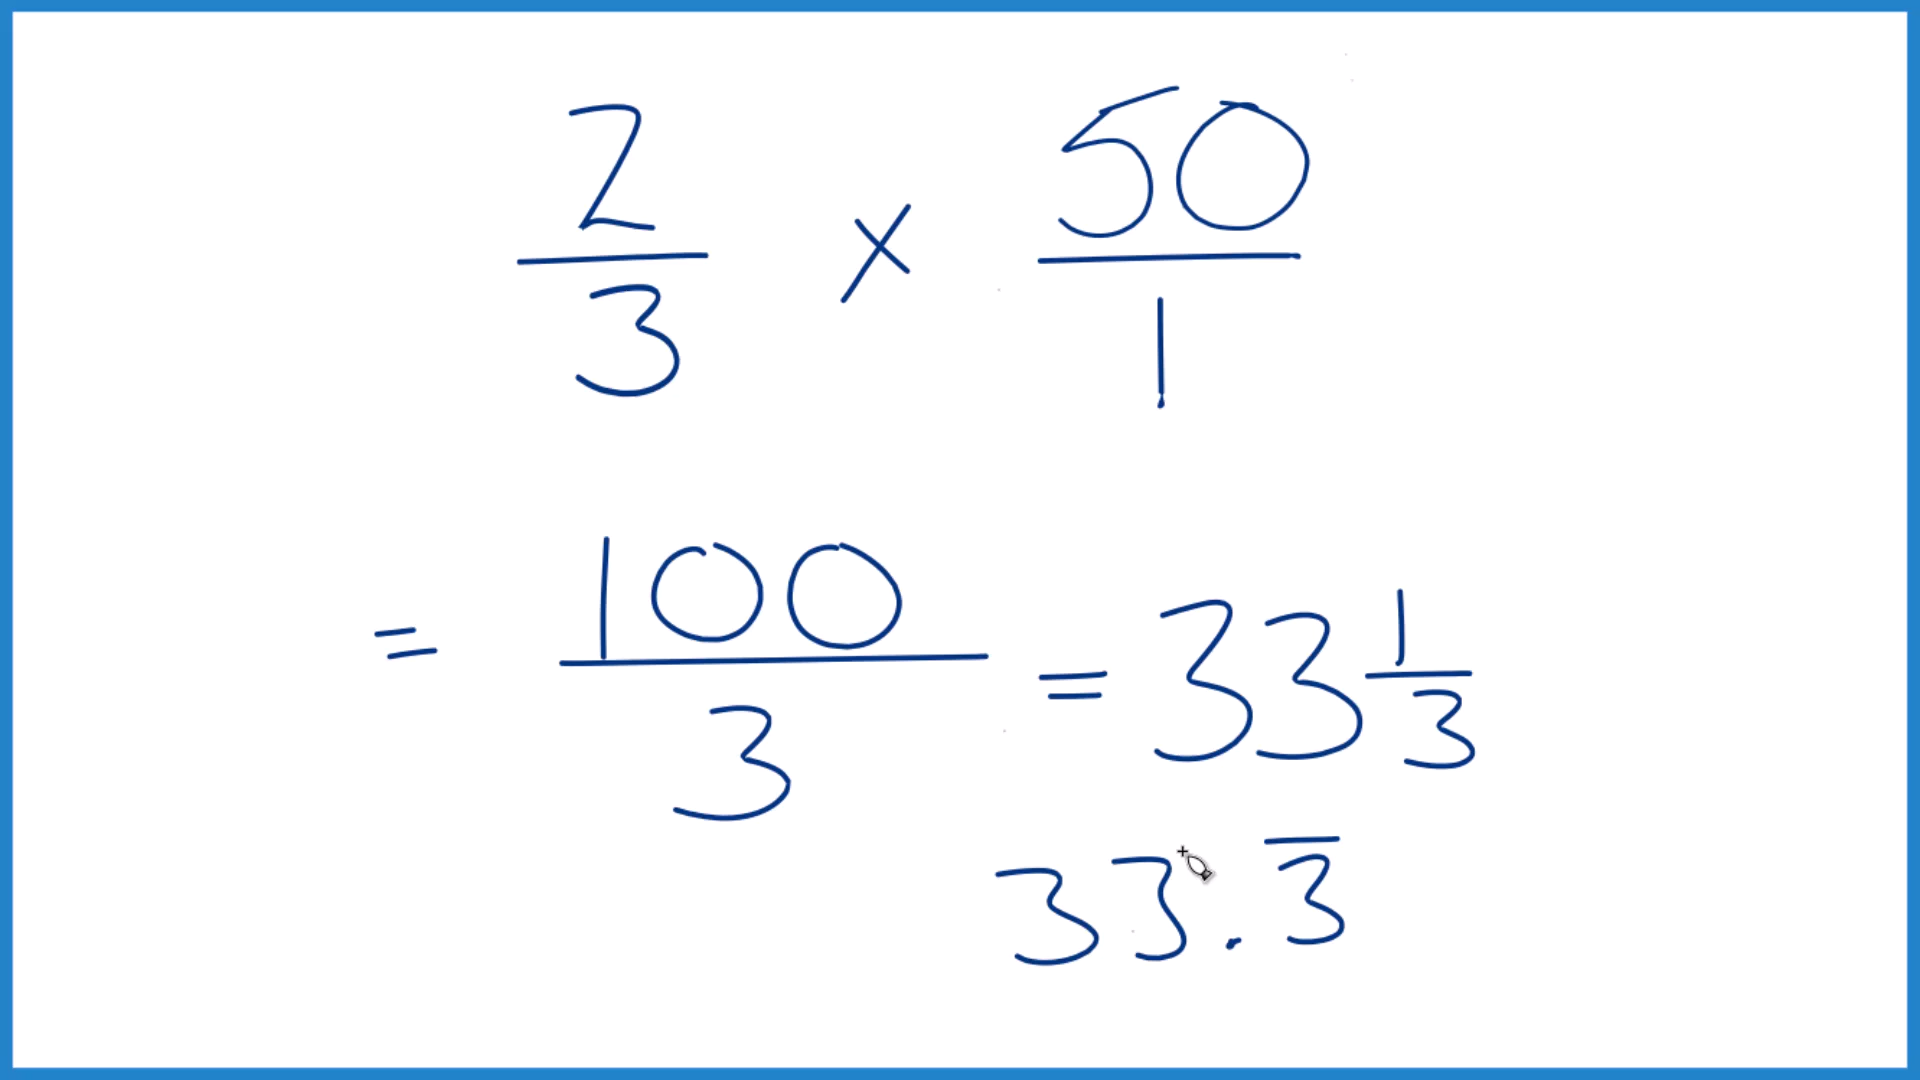 2/3 × 50/1
= 100/3 = 33 1/3
33.3̅